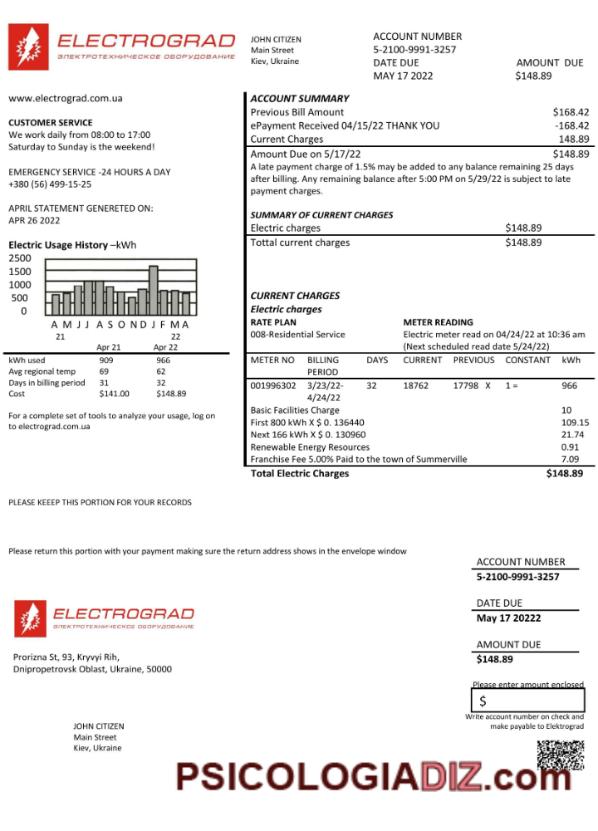 ELECTROGRAD
ЭЛЕКТРОТЕХНИЧЕСКОЕ ОБОРУДОВАНИЕ
JOHN CITIZEN
Main Street
Kiev, Ukraine
ACCOUNT NUMBER
5-2100-9991-3257
DATE DUE AMOUNT DUE
MAY 17 2022 $148.89
www.electrograd.com.ua
CUSTOMER SERVICE
We work daily from 08:00 to 17:00
Saturday to Sunday is the weekend!
EMERGENCY SERVICE -24 HOURS A DAY
+380 (56) 499-15-25
APRIL STATEMENT GENERETED ON:
APR 26 2022
Electric Usage History –kWh
2500
1500
1000
500
0
A M J J A S O N D J F M A
21 22
Apr 21 Apr 22
kWh used 909 966
Avg regional temp 69 62
Days in billing period 31 32
Cost $141.00 $148.89
For a complete set of tools to analyze your usage, log on
to electrograd.com.ua
ACCOUNT SUMMARY
Previous Bill Amount $168.42
ePayment Received 04/15/22 THANK YOU -168.42
Current Charges 148.89
Amount Due on 5/17/22 $148.89
A late payment charge of 1.5% may be added to any balance remaining 25 days
after billing. Any remaining balance after 5:00 PM on 5/29/22 is subject to late
payment charges.
SUMMARY OF CURRENT CHARGES
Electric charges $148.89
Tottal current charges $148.89
CURRENT CHARGES
Electric charges
RATE PLAN METER READING
008-Residential Service Electric meter read on 04/24/22 at 10:36 am
(Next scheduled read date 5/24/22)
METER NO BILLING PERIOD DAYS CURRENT PREVIOUS CONSTANT kWh
001996302 3/23/22-4/24/22 32 18762 17798 X 1 = 966
Basic Facilities Charge 10
First 800 kWh X $ 0. 136440 109.15
Next 166 kWh X $ 0. 130960 21.74
Renewable Energy Resources 0.91
Franchise Fee 5.00% Paid to the town of Summerville 7.09
Total Electric Charges $148.89
PLEASE KEEEP THIS PORTION FOR YOUR RECORDS
Please return this portion with your payment making sure the return address shows in the envelope window
ACCOUNT NUMBER
5-2100-9991-3257
DATE DUE
May 17 20222
AMOUNT DUE
$148.89
Please enter amount enclosed
$
Write account number on check and
make payable to Elektrograd
ELECTROGRAD
ЭЛЕКТРОТЕХНИЧЕСКОЕ ОБОРУДОВАНИЕ
Prorizna St, 93, Kryvyi Rih,
Dnipropetrovsk Oblast, Ukraine, 50000
JOHN CITIZEN
Main Street
Kiev, Ukraine
PSICOLOGIADIZ.com